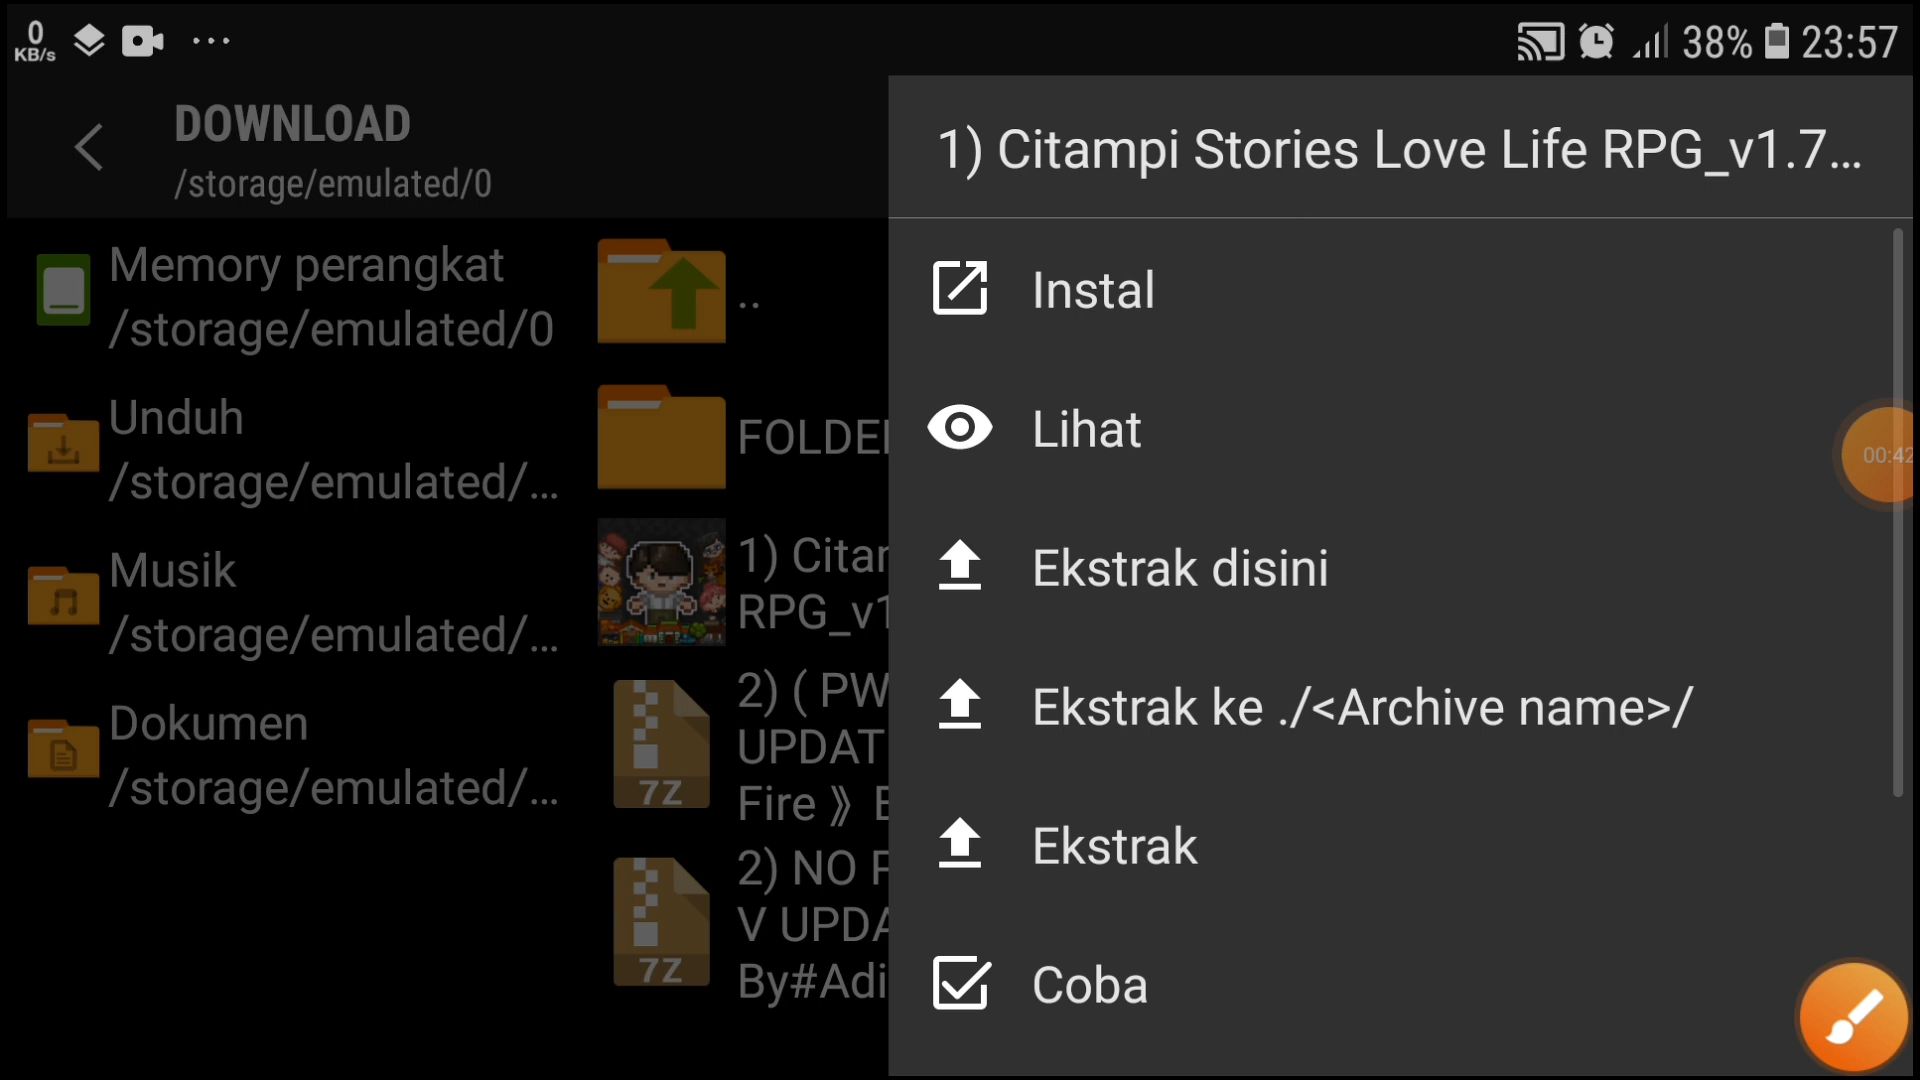 0
KB/s
38%
23:57
DOWNLOAD
/storage/emulated/0
Memory perangkat
/storage/emulated/0
Unduh
/storage/emulated/...
Musik
/storage/emulated/...
Dokumen
/storage/emulated/...
..
FOLDE
1) Citam
RPG_v1
2) ( PW
UPDAT
Fire 》
7Z
2) NO
V UPDA
By#Adi
7Z
1) Citampi Stories Love Life RPG_v1.7...
Instal
Lihat
Ekstrak disini
Ekstrak ke ./<Archive name>/
Ekstrak
Coba
00:42